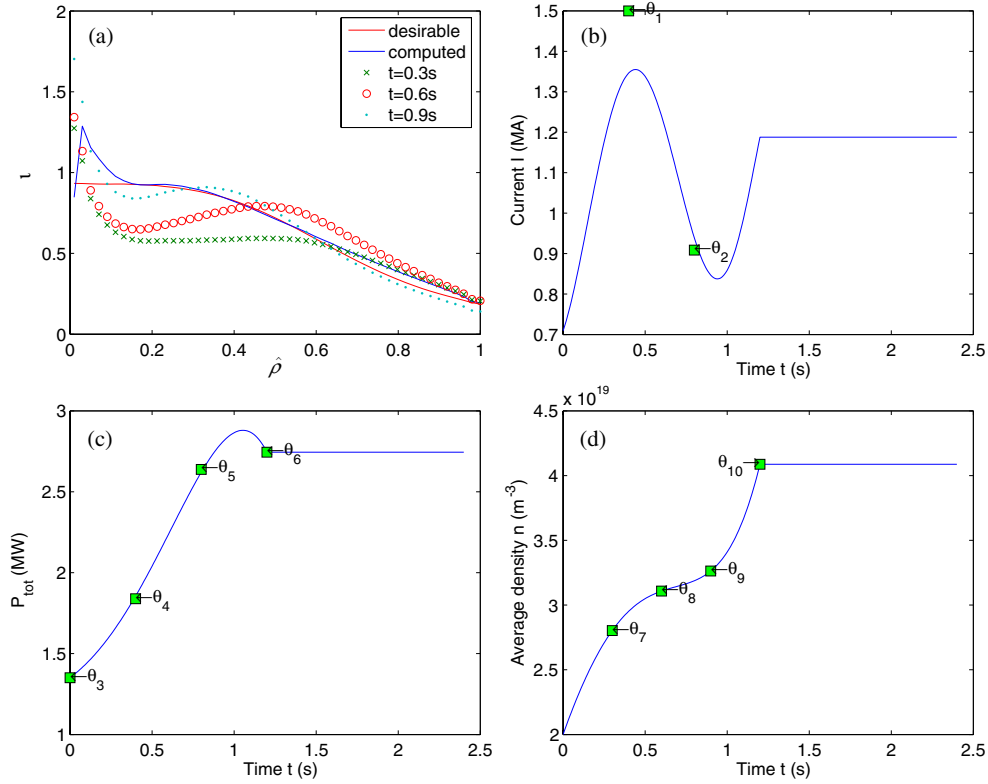 (a)
desirable
computed
t=0.3s
t=0.6s
t=0.9s
2
1.5
1
0.5
0
ι
0 0.2 0.4 0.6 0.8 1
ρ̂
(b)
θ1
θ2
1.5
1.4
1.3
1.2
1.1
1
0.9
0.8
0.7
Current I (MA)
0 0.5 1 1.5 2 2.5
Time t (s)
(c)
θ3
θ4
θ5
θ6
3
2.5
2
1.5
1
Ptot (MW)
0 0.5 1 1.5 2 2.5
Time t (s)
x 10^19
(d)
θ7
θ8
θ9
θ10
4.5
4
3.5
3
2.5
2
Average density n (m^-3)
0 0.5 1 1.5 2 2.5
Time t (s)